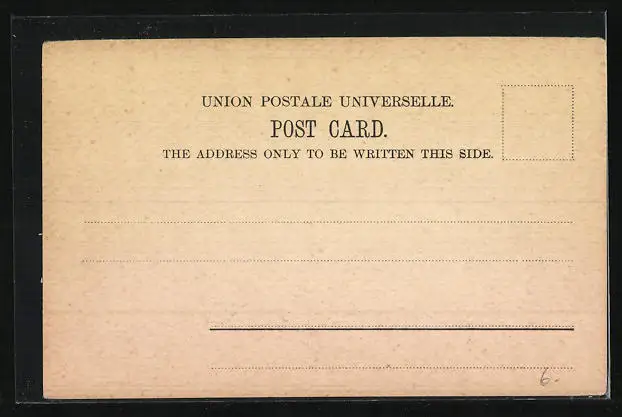 UNION POSTALE UNIVERSELLE.
POST CARD.
THE ADDRESS ONLY TO BE WRITTEN THIS SIDE.
6.